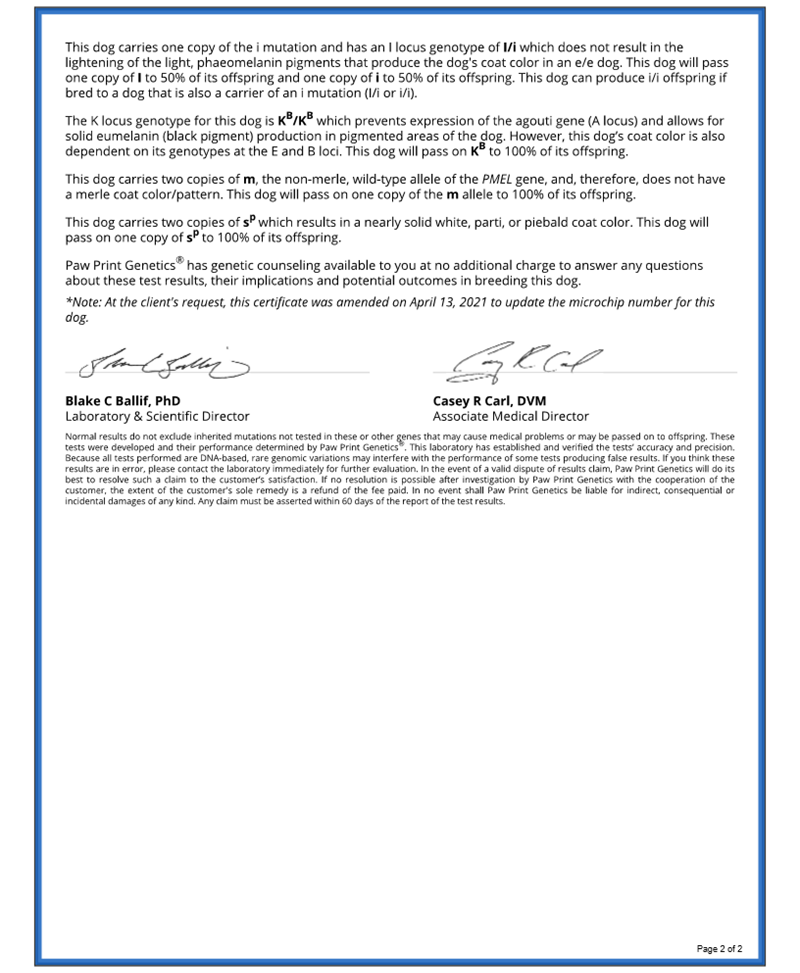 This dog carries one copy of the i mutation and has an I locus genotype of I/i which does not result in the
lightening of the light, phaeomelanin pigments that produce the dog's coat color in an e/e dog. This dog will pass
one copy of I to 50% of its offspring and one copy of i to 50% of its offspring. This dog can produce i/i offspring if
bred to a dog that is also a carrier of an i mutation (I/i or i/i).
The K locus genotype for this dog is Kᴮ/Kᴮ which prevents expression of the agouti gene (A locus) and allows for
solid eumelanin (black pigment) production in pigmented areas of the dog. However, this dog's coat color is also
dependent on its genotypes at the E and B loci. This dog will pass on Kᴮ to 100% of its offspring.
This dog carries two copies of m, the non-merle, wild-type allele of the PMEL gene, and, therefore, does not have
a merle coat color/pattern. This dog will pass on one copy of the m allele to 100% of its offspring.
This dog carries two copies of sᵖ which results in a nearly solid white, parti, or piebald coat color. This dog will
pass on one copy of sᵖ to 100% of its offspring.
Paw Print Genetics® has genetic counseling available to you at no additional charge to answer any questions
about these test results, their implications and potential outcomes in breeding this dog.
*Note: At the client's request, this certificate was amended on April 13, 2021 to update the microchip number for this
dog.
Blake C Ballif, PhD
Laboratory & Scientific Director
Casey R Carl, DVM
Associate Medical Director
Normal results do not exclude inherited mutations not tested in these or other genes that may cause medical problems or may be passed on to offspring. These
tests were developed and their performance determined by Paw Print Genetics®. This laboratory has established and verified the tests' accuracy and precision.
Because all tests performed are DNA-based, rare genomic variations may interfere with the performance of some tests producing false results. If you think these
results are in error, please contact the laboratory immediately for further evaluation. In the event of a valid dispute of results claim, Paw Print Genetics will do its
best to resolve such a claim to the customer's satisfaction. If no resolution is possible after investigation by Paw Print Genetics with the cooperation of the
customer, the extent of the customer's sole remedy is a refund of the fee paid. In no event shall Paw Print Genetics be liable for indirect, consequential or
incidental damages of any kind. Any claim must be asserted within 60 days of the report of the test results.
Page 2 of 2